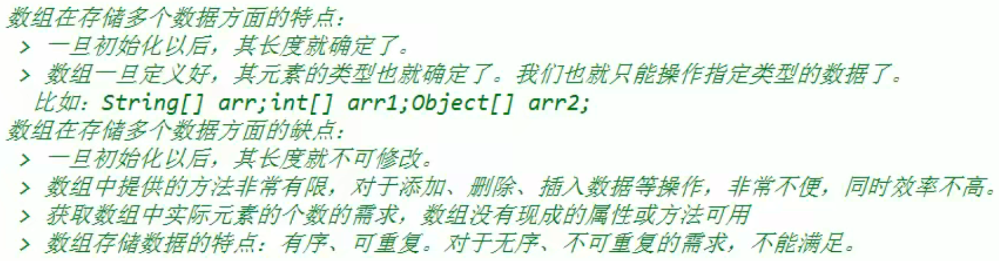 数组在存储多个数据方面的特点：
> 一旦初始化以后，其长度就确定了。
> 数组一旦定义好，其元素的类型也就确定了。我们也就只能操作指定类型的数据了。
比如：String[] arr;int[] arr1;Object[] arr2;
数组在存储多个数据方面的缺点：
> 一旦初始化以后，其长度就不可修改。
> 数组中提供的方法非常有限，对于添加、删除、插入数据等操作，非常不便，同时效率不高。
> 获取数组中实际元素的个数的需求，数组没有现成的属性或方法可用
> 数组存储数据的特点：有序、可重复。对于无序、不可重复的需求，不能满足。